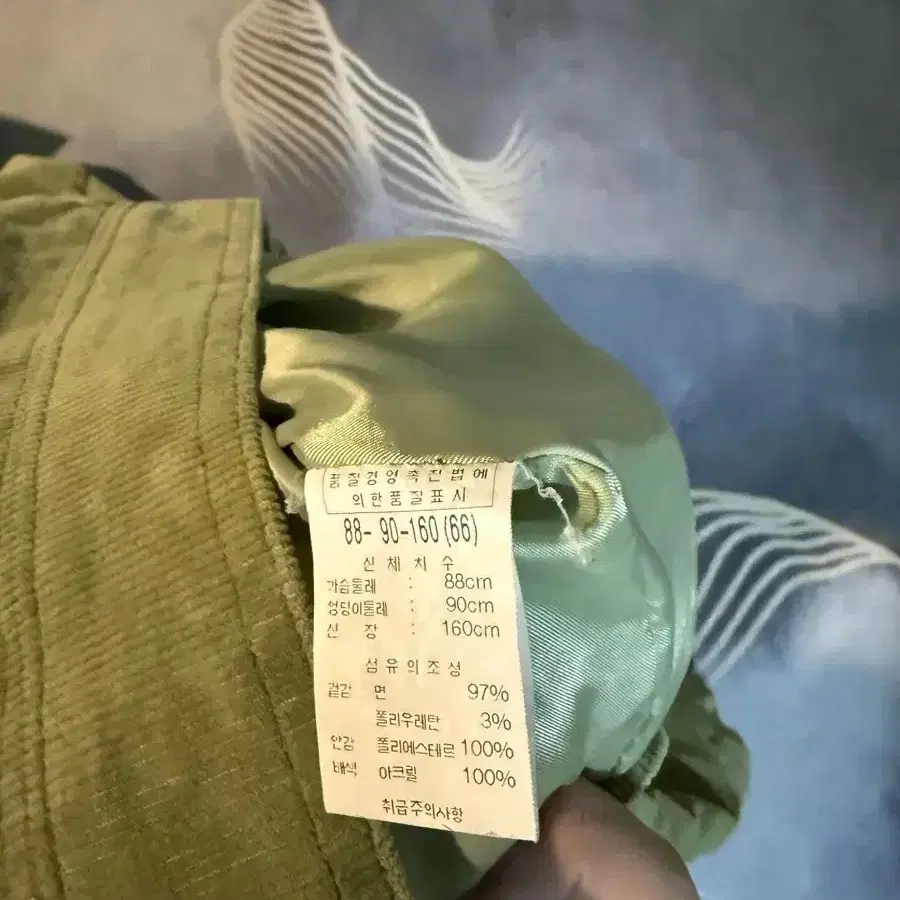 품질경영촉진법에
의한품질표시
88-90-160(66)
신체치수
가슴둘레 : 88cm
엉덩이둘레 : 90cm
신장 : 160cm
섬유의조성
겉감 면 97%
폴리우레탄 3%
안감 폴리에스테르 100%
배색 아크릴 100%
취급주의사항